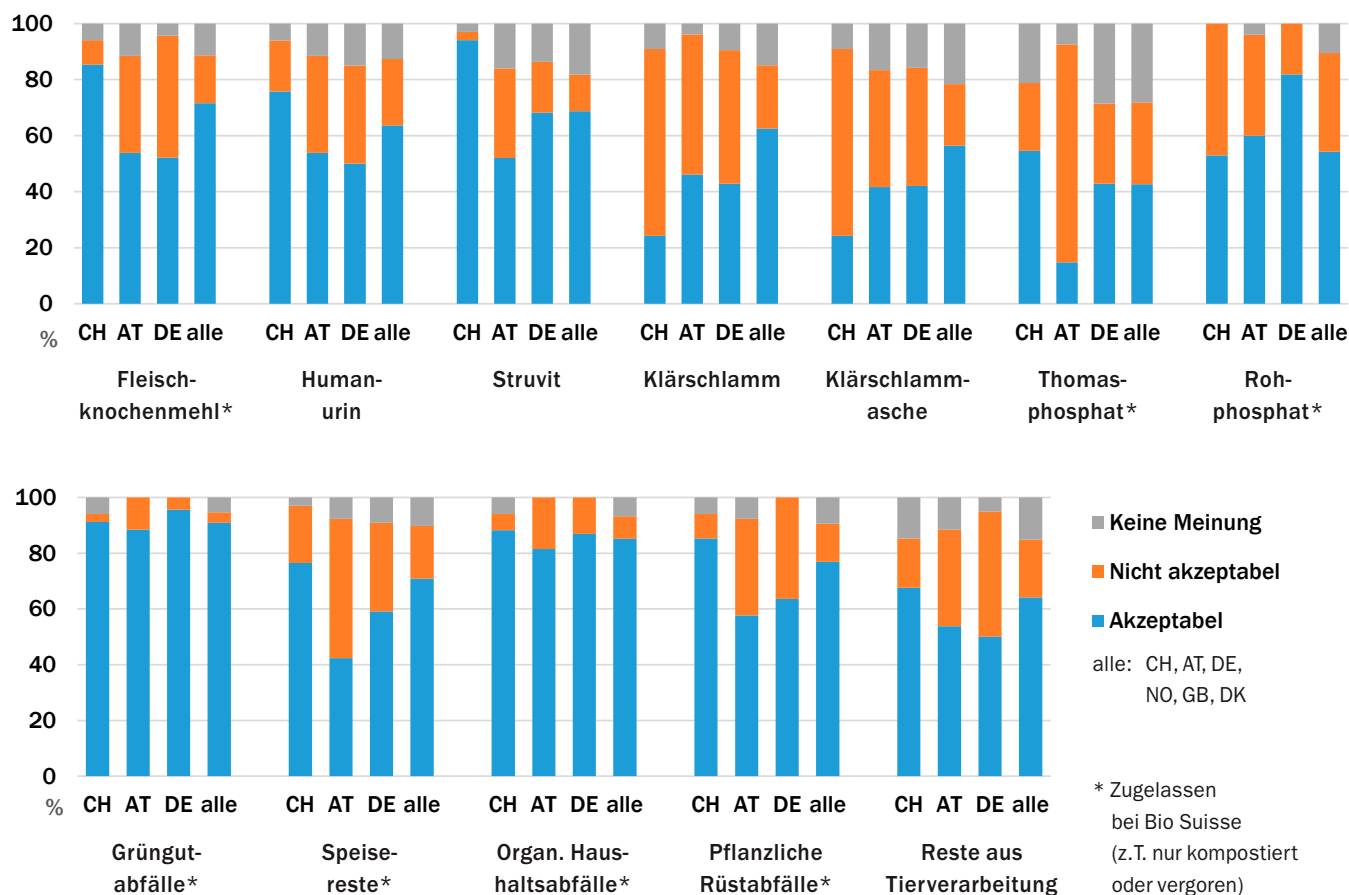 100
80
60
40
20
0
%
CH AT DE alle CH AT DE alle CH AT DE alle CH AT DE alle CH AT DE alle CH AT DE alle CH AT DE alle
Fleisch-
knochenmehl*
Human-
urin
Struvit
Klärschlamm
Klärschlamm-
asche
Thomas-
phosphat*
Roh-
phosphat*
100
80
60
40
20
0
%
CH AT DE alle CH AT DE alle CH AT DE alle CH AT DE alle CH AT DE alle
Grüngut-
abfälle*
Speise-
reste*
Organ. Haus-
haltsabfälle*
Pflanzliche
Rüstabfälle*
Reste aus
Tierverarbeitung
Keine Meinung
Nicht akzeptabel
Akzeptabel
alle: CH, AT, DE,
NO, GB, DK
* Zugelassen
bei Bio Suisse
(z.T. nur kompostiert
oder vergoren)